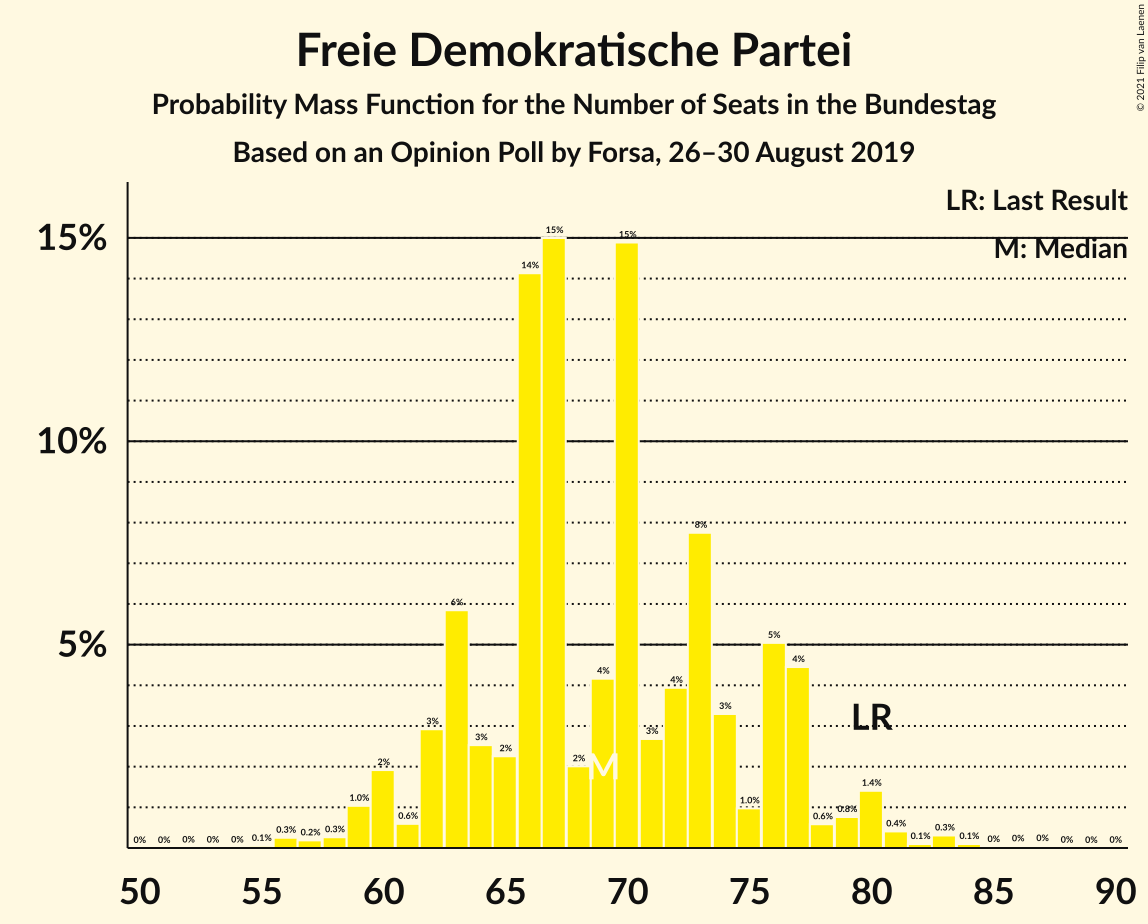 Freie Demokratische Partei
Probability Mass Function for the Number of Seats in the Bundestag
Based on an Opinion Poll by Forsa, 26–30 August 2019
© 2021 Filip van Laenen
LR: Last Result
M: Median
15%
10%
5%
0% 0% 0% 0% 0% 0.1% 0.3% 0.2% 0.3% 1.0% 2% 0.6% 3% 6% 3% 2% 14% 15% 2% 4% 15% 3% 4% 8% 3% 1.0% 5% 4% 0.6% 0.8% 1.4% 0.4% 0.1% 0.3% 0.1% 0% 0% 0% 0% 0% 0%
LR
M
50 55 60 65 70 75 80 85 90